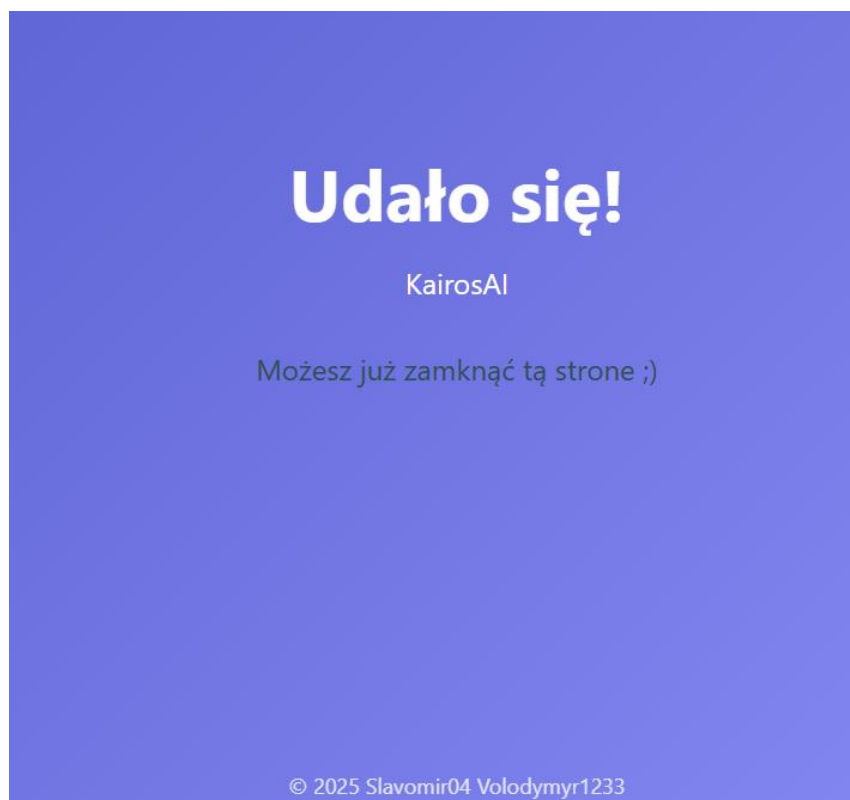 Udało się!
KairosAI
Możesz już zamknąć tą strone ;)
© 2025 Slavomir04 Volodymyr1233